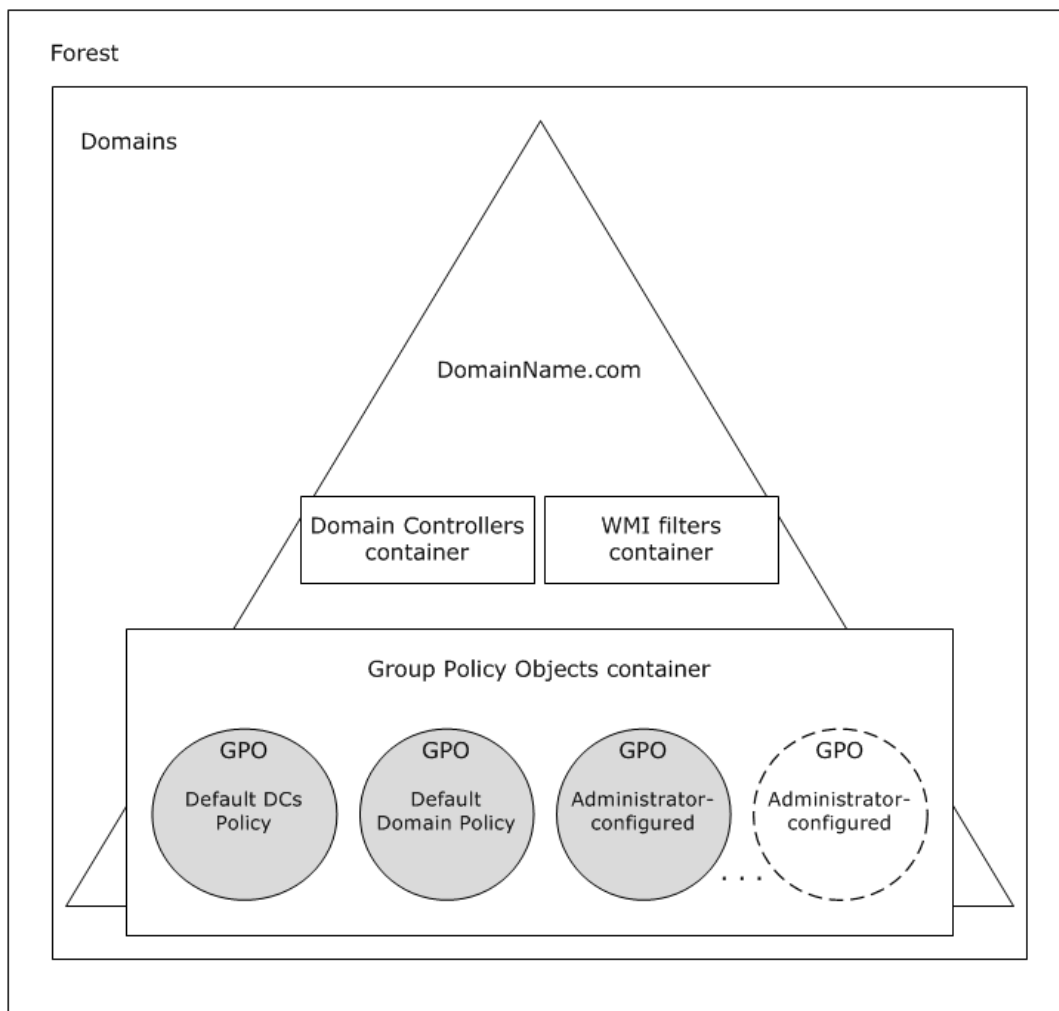 Forest
Domains
DomainName.com
Domain Controllers
container
WMI filters
container
Group Policy Objects container
GPO
Default DCs
Policy
GPO
Default
Domain Policy
GPO
Administrator-
configured
. . .
GPO
Administrator-
configured